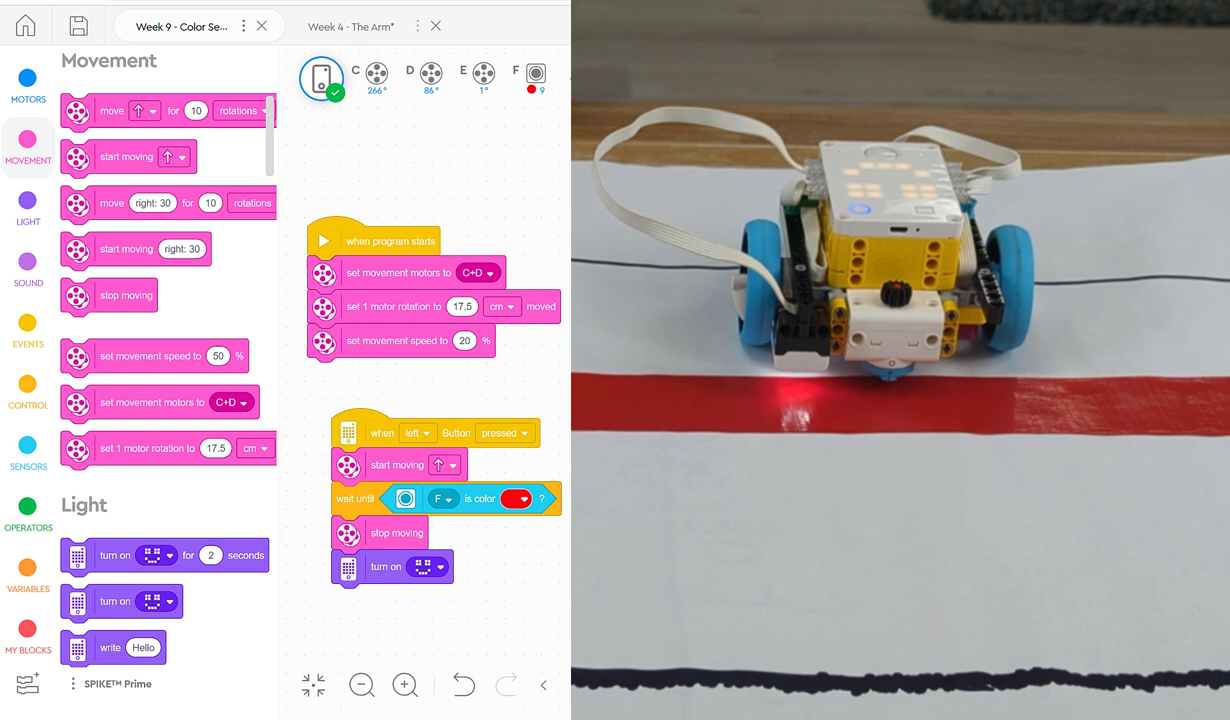 Week 9 - Color Se...
Week 4 - The Arm*
MOTORS
MOVEMENT
LIGHT
SOUND
EVENTS
CONTROL
SENSORS
OPERATORS
VARIABLES
MY BLOCKS
Movement
move for 10 rotations
start moving
move right: 30 for 10 rotations
start moving right: 30
stop moving
set movement speed to 50 %
set movement motors to C+D
set 1 motor rotation to 17.5 cm
Light
turn on for 2 seconds
turn on
write Hello
SPIKE™ Prime
C D E F
266° 86° 1° 9
when program starts
set movement motors to C+D
set 1 motor rotation to 17.5 cm moved
set movement speed to 20 %
when left Button pressed
start moving
wait until F is color ?
stop moving
turn on